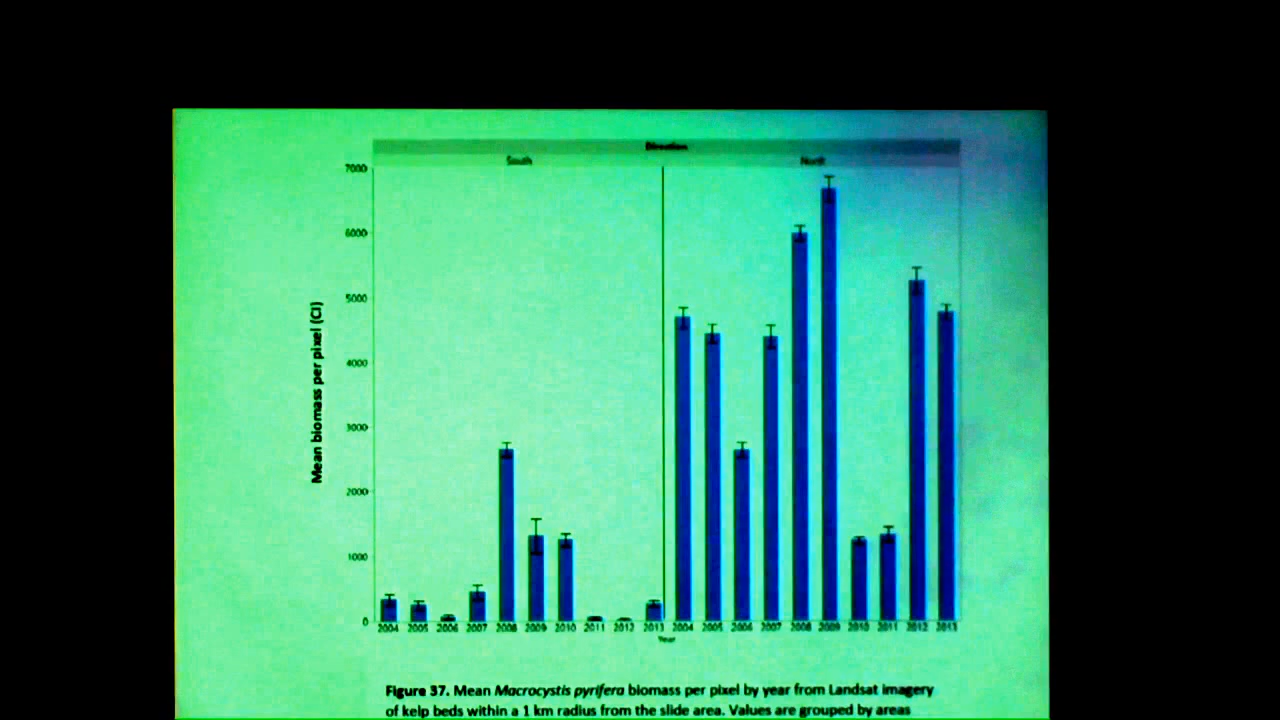 Direction
South North
7000
6000
5000
4000
3000
2000
1000
0
Mean biomass per pixel (CI)
2004 2005 2006 2007 2008 2009 2010 2011 2012 2013 2004 2005 2006 2007 2008 2009 2010 2011 2012 2013
Year
Figure 37. Mean Macrocystis pyrifera biomass per pixel by year from Landsat imagery
of kelp beds within a 1 km radius from the slide area. Values are grouped by areas